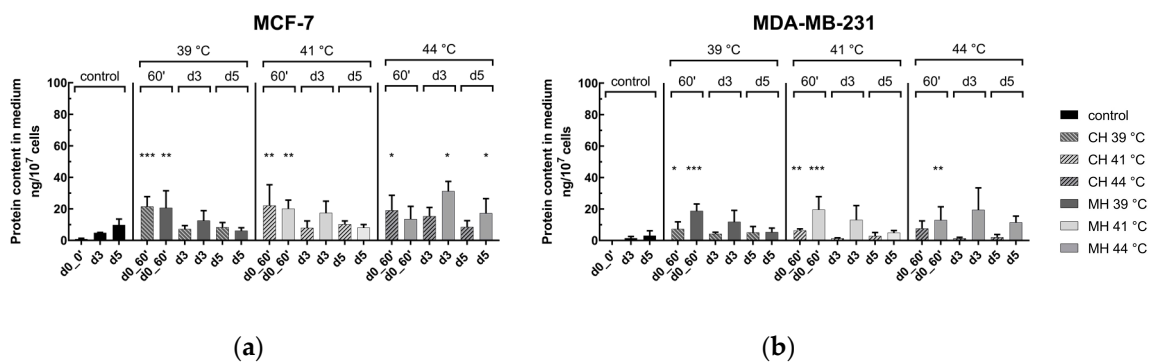 MCF-7
39 °C
41 °C
44 °C
control
60'
d3
d5
60'
d3
d5
60'
d3
d5
Protein content in medium
ng/10⁷ cells
100
80
60
40
20
0
***
**
**
**
*
*
*
d0_0'
d3
d5
d0_60'
d0_60'
d3
d3
d5
d5
d0_60'
d0_60'
d3
d3
d5
d5
d0_60'
d0_60'
d3
d3
d5
d5
(a)
MDA-MB-231
39 °C
41 °C
44 °C
control
60'
d3
d5
60'
d3
d5
60'
d3
d5
Protein content in medium
ng/10⁷ cells
100
80
60
40
20
0
*
***
**
***
**
d0_0'
d3
d5
d0_60'
d0_60'
d3
d3
d5
d5
d0_60'
d0_60'
d3
d3
d5
d5
d0_60'
d0_60'
d3
d3
d5
d5
(b)
control
CH 39 °C
CH 41 °C
CH 44 °C
MH 39 °C
MH 41 °C
MH 44 °C